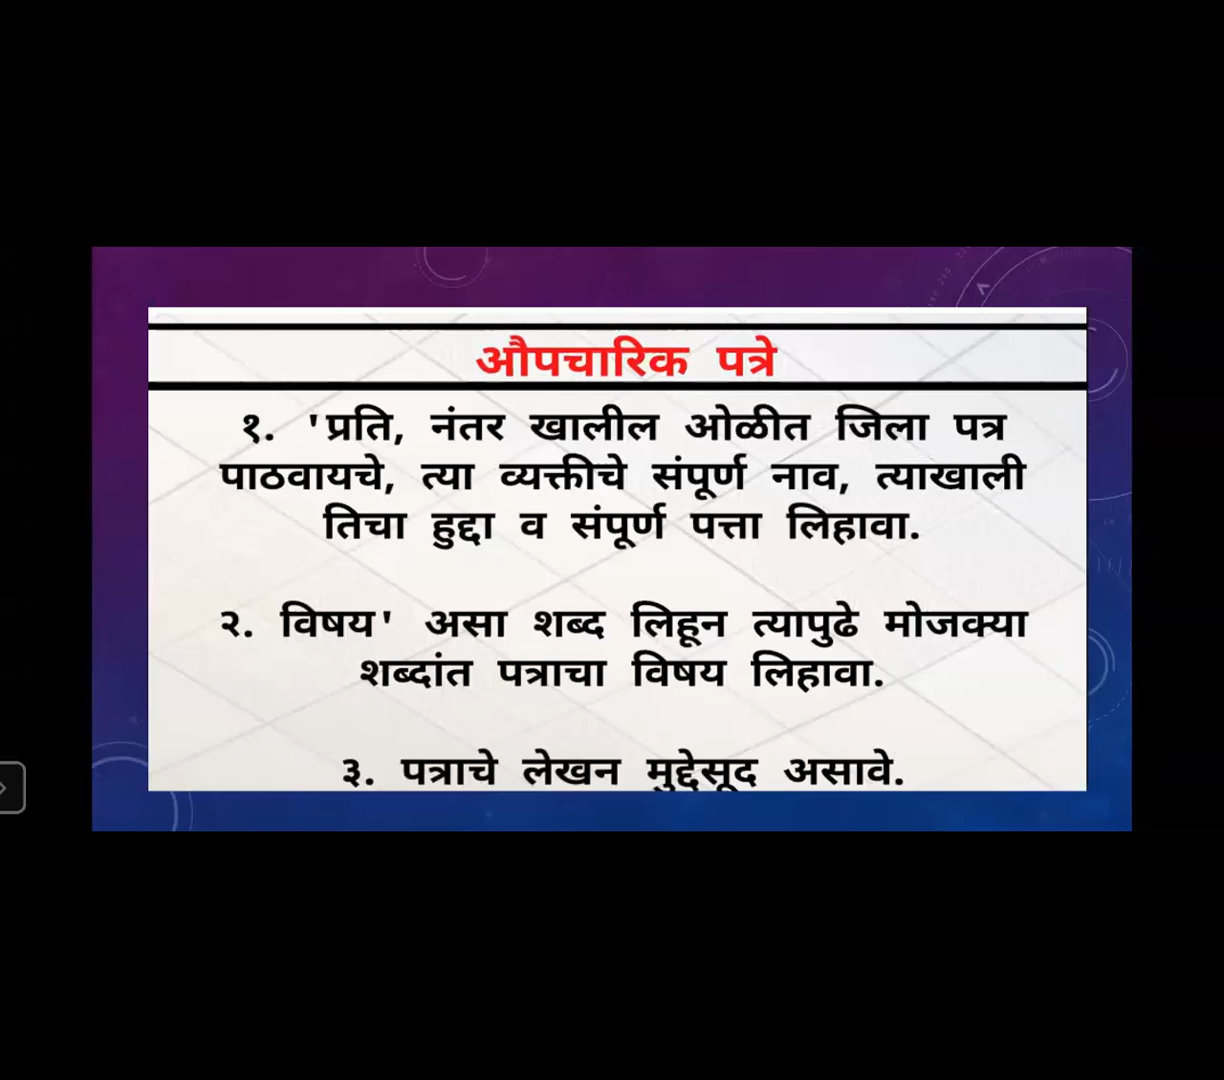 औपचारिक पत्रे
१. 'प्रति, नंतर खालील ओळीत जिला पत्र
पाठवायचे, त्या व्यक्तीचे संपूर्ण नाव, त्याखाली
तिचा हुद्दा व संपूर्ण पत्ता लिहावा.
२. विषय' असा शब्द लिहून त्यापुढे मोजक्या
शब्दांत पत्राचा विषय लिहावा.
३. पत्राचे लेखन मुद्देसूद असावे.